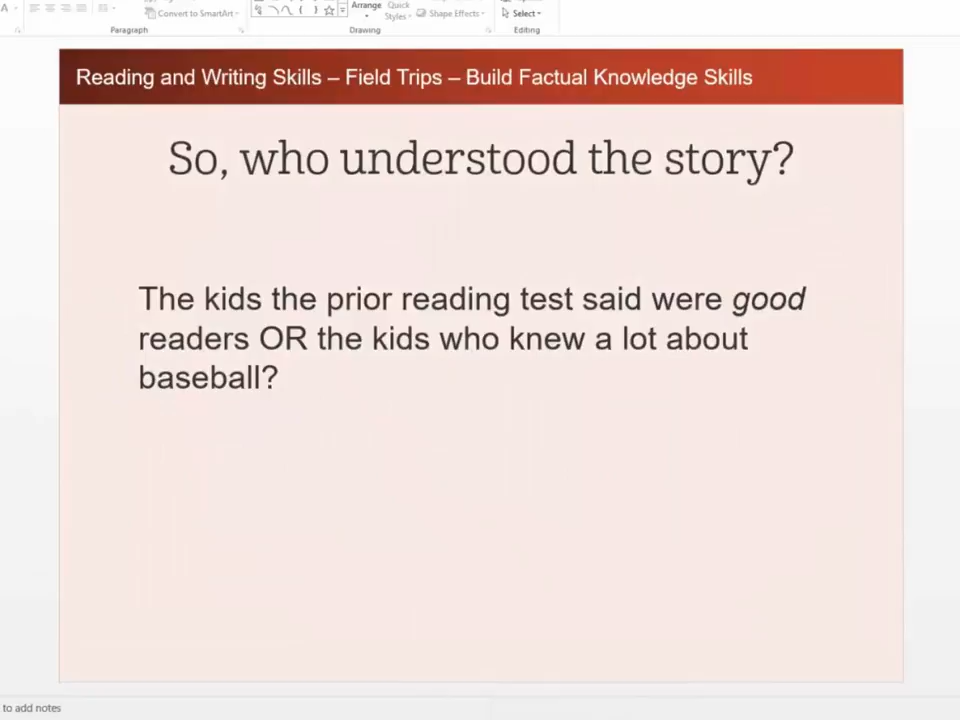 A
Convert to SmartArt
Arrange
Quick
Styles
Shape Effects
Select
Paragraph
Drawing
Editing
Reading and Writing Skills – Field Trips – Build Factual Knowledge Skills
So, who understood the story?
The kids the prior reading test said were good
readers OR the kids who knew a lot about
baseball?
to add notes